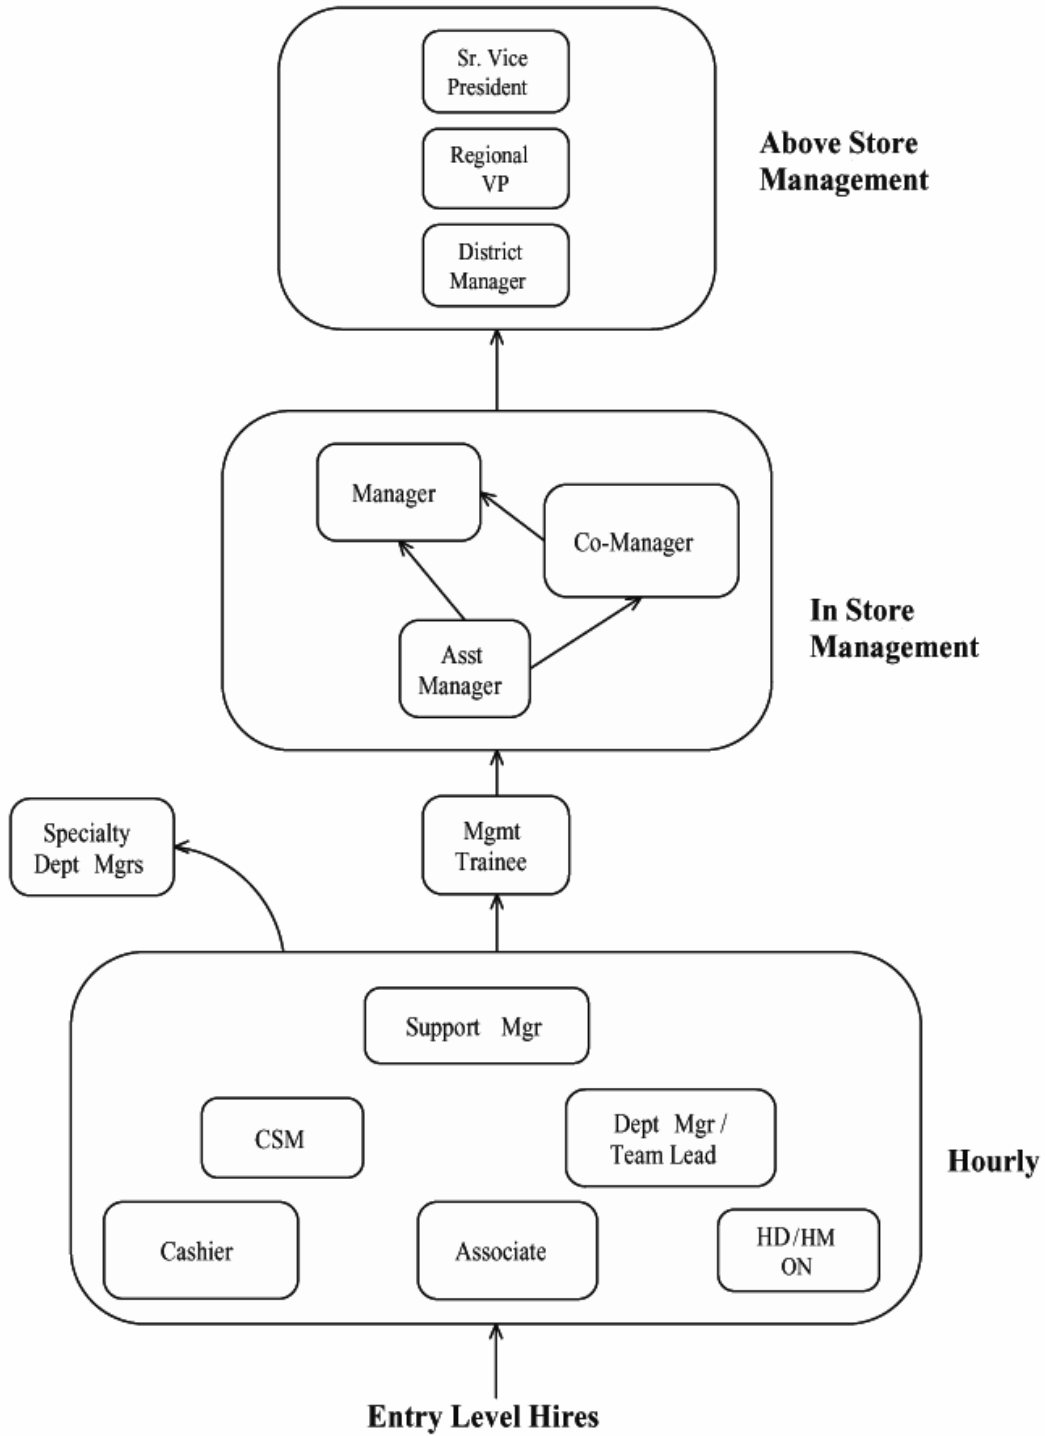 Sr. Vice
President
Regional
VP
District
Manager
Above Store
Management
Manager
Co-Manager
Asst
Manager
In Store
Management
Specialty
Dept Mgrs
Mgmt
Trainee
Support Mgr
CSM
Dept Mgr /
Team Lead
Hourly
Cashier
Associate
HD/HM
ON
Entry Level Hires